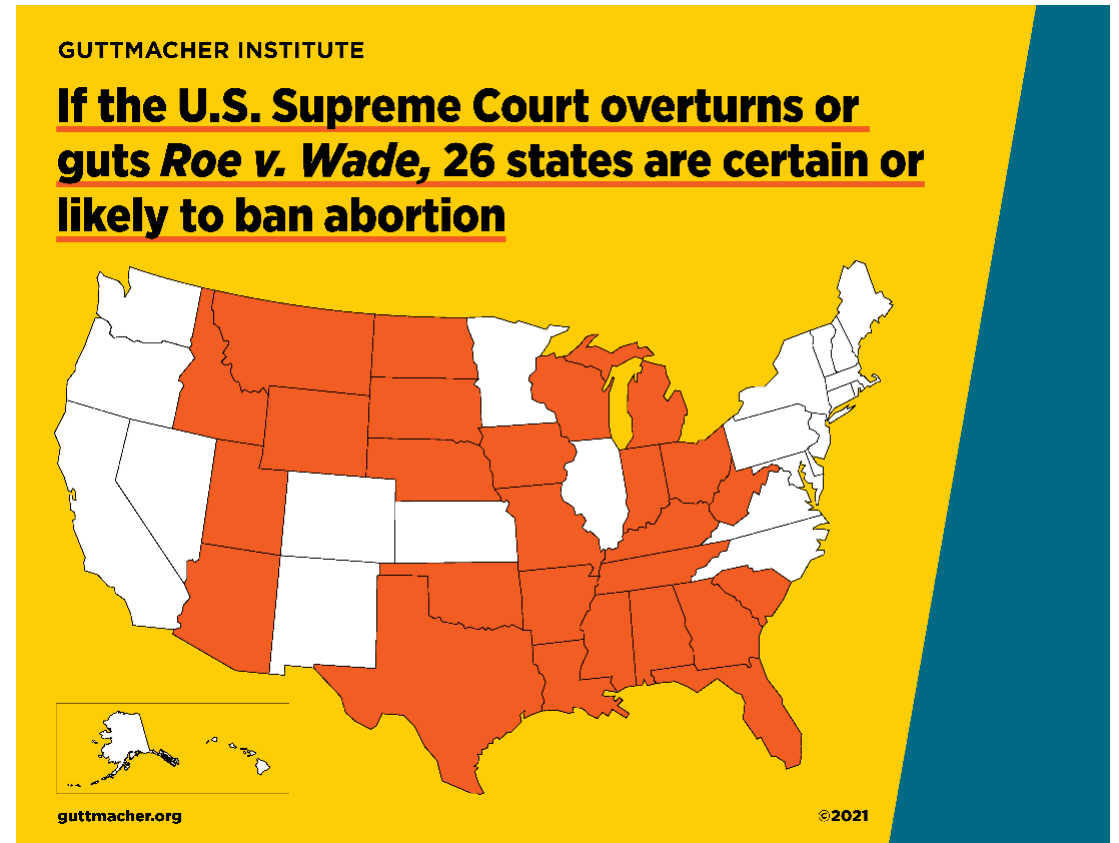 GUTTMACHER INSTITUTE
If the U.S. Supreme Court overturns or
guts Roe v. Wade, 26 states are certain or
likely to ban abortion
guttmacher.org
©2021